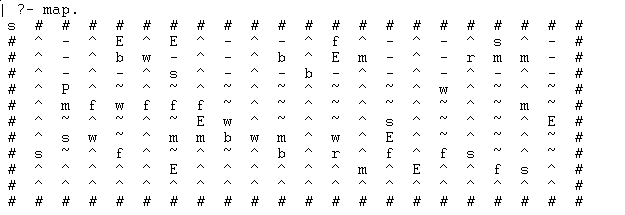 | ?- map.
s # # # # # # # # # # # # # # # # # # # # #
# ^ - ^ E ^ E ^ - ^ - ^ f ^ - ^ - ^ s ^ - #
# ^ - ^ b w - ^ - ^ b ^ E m - ^ - r m m - #
# ^ - ^ - ^ s ^ - ^ - b - ^ - ^ - ^ - ^ - #
# ^ P ^ ~ ^ ~ ^ ~ ^ ~ ^ ~ ^ ~ ^ w ^ ~ ^ ~ #
# ^ m f w f f f ~ ^ ~ ^ ~ ^ ~ ^ ~ ^ ~ m ~ #
# ^ ~ ^ ~ ^ ~ E w ^ ~ ^ ~ ^ s ^ ~ ^ ~ ^ E #
# ^ s w ~ ^ m m b w m ^ w ^ E ^ ~ ^ ~ ^ ~ #
# s ~ ^ f ^ ~ ^ ~ ^ b ^ r ^ f ^ f s ~ ^ ~ #
# ^ ^ ^ ^ ^ E ^ ^ ^ ^ ^ ^ m ^ E ^ ^ f s ^ #
# ^ ^ ^ ^ ^ ^ ^ ^ ^ ^ ^ ^ ^ ^ ^ ^ ^ ^ ^ ^ #
# # # # # # # # # # # # # # # # # # # # # #